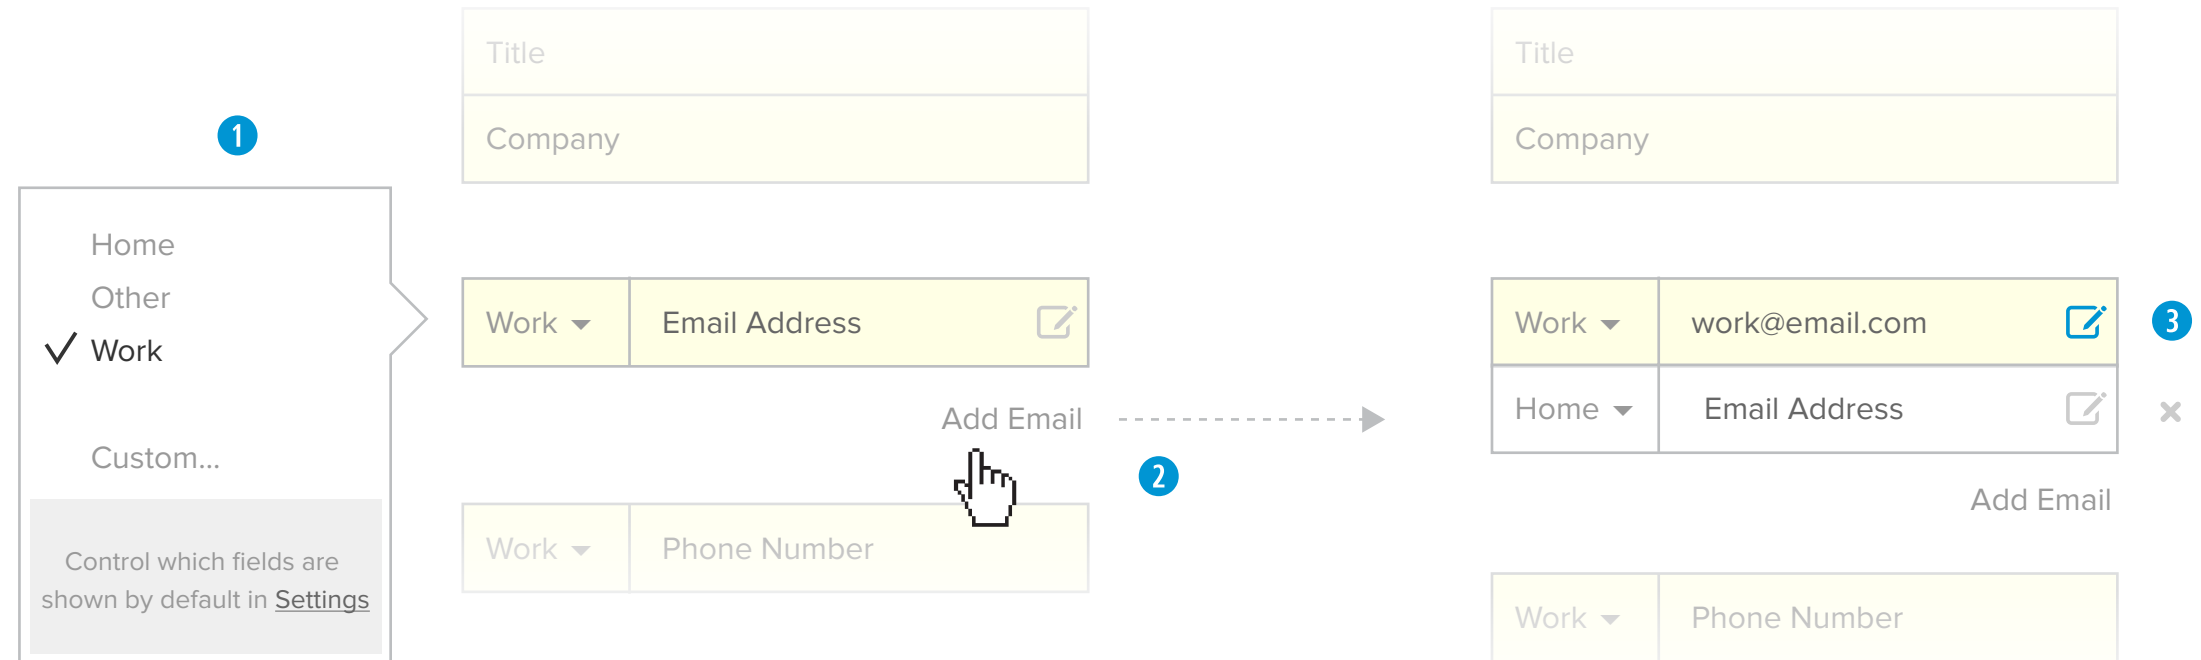 1
Home
Other
Work
Custom...
Control which fields are
shown by default in Settings
Title
Company
Work
Email Address
Add Email
Work
Phone Number
2
Title
Company
Work
work@email.com
3
Home
Email Address
Add Email
Work
Phone Number